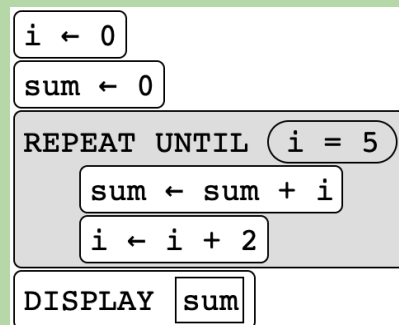 i ← 0
sum ← 0
REPEAT UNTIL i = 5
sum ← sum + i
i ← i + 2
DISPLAY sum